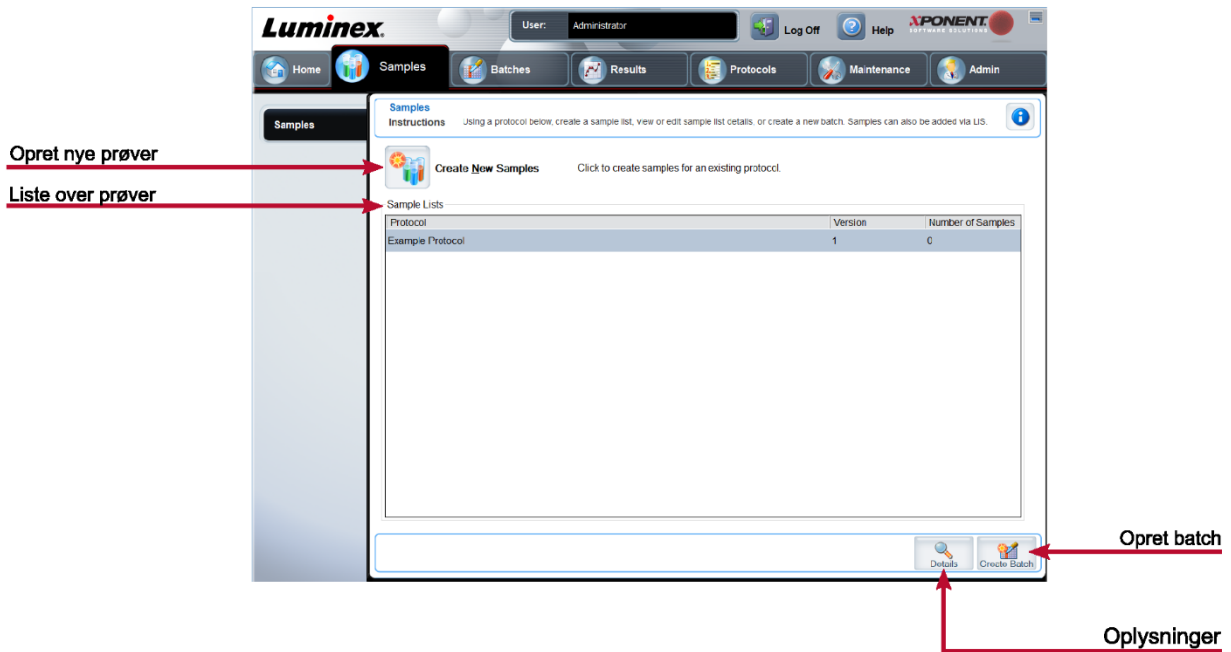 Luminex.
User: Administrator
Log Off
Help
XPONENT.
SOFTWARE SOLUTIONS
Home
Samples
Batches
Results
Protocols
Maintenance
Admin
Samples
Samples
Instructions
Using a protocol below, create a sample list, view or edit sample list details, or create a new batch. Samples can also be added via LIS.
Opret nye prøver
Create New Samples
Click to create samples for an existing protocol.
Liste over prøver
Sample Lists
Protocol Version Number of Samples
Example Protocol 1 0
Details
Create Batch
Opret batch
Oplysninger